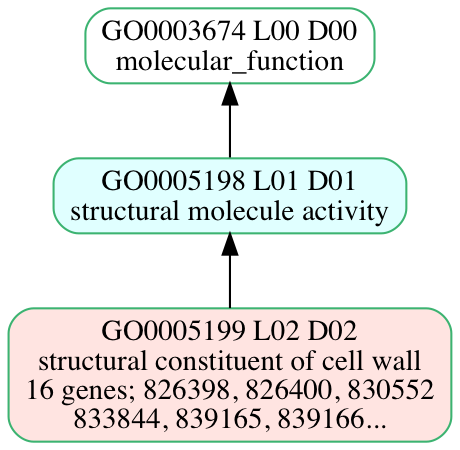 GO0003674 L00 D00
molecular_function
GO0005198 L01 D01
structural molecule activity
GO0005199 L02 D02
structural constituent of cell wall
16 genes; 826398, 826400, 830552
833844, 839165, 839166...